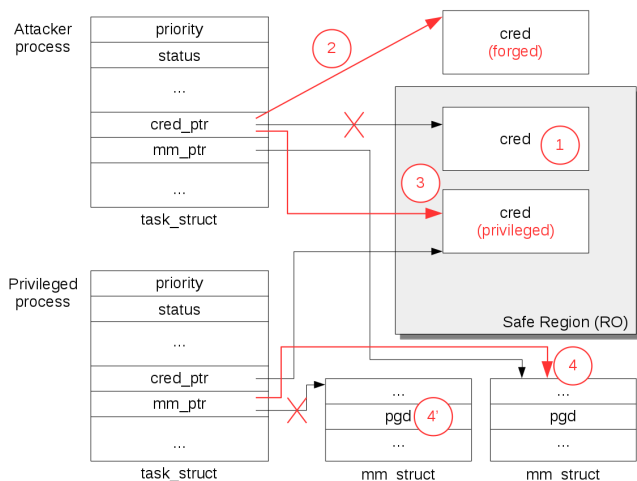 Attacker
process
priority
status
...
cred_ptr
mm_ptr
...
task_struct
2
cred
(forged)
cred
1
3
cred
(privileged)
Safe Region (RO)
Privileged
process
priority
status
...
cred_ptr
mm_ptr
...
task_struct
...
pgd
4'
...
mm_struct
4
...
pgd
...
mm_struct